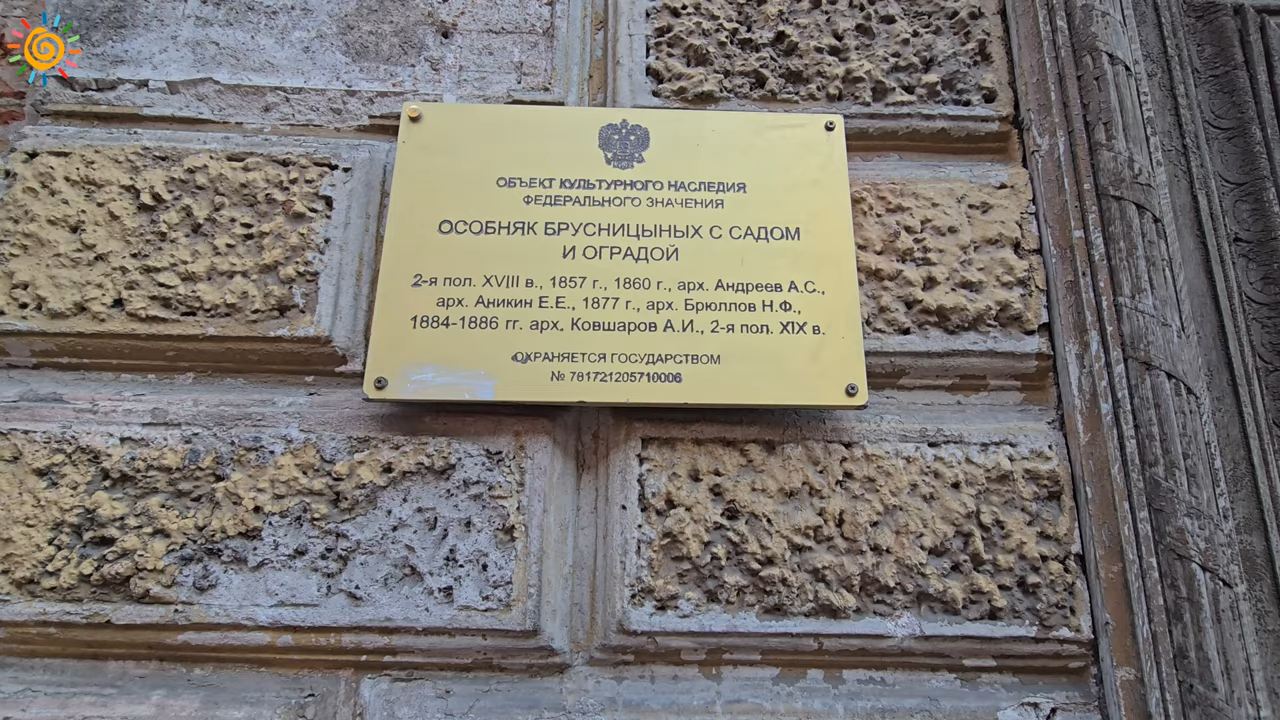 ОБЪЕКТ КУЛЬТУРНОГО НАСЛЕДИЯ
ФЕДЕРАЛЬНОГО ЗНАЧЕНИЯ
ОСОБНЯК БРУСНИЦЫНЫХ С САДОМ
И ОГРАДОЙ
2-я пол. XVIII в., 1857 г., 1860 г., арх. Андреев А.С.,
арх. Аникин Е.Е., 1877 г., арх. Брюллов Н.Ф.,
1884-1886 гг. арх. Ковшаров А.И., 2-я пол. XIX в.
ОХРАНЯЕТСЯ ГОСУДАРСТВОМ
№ 781721205710006